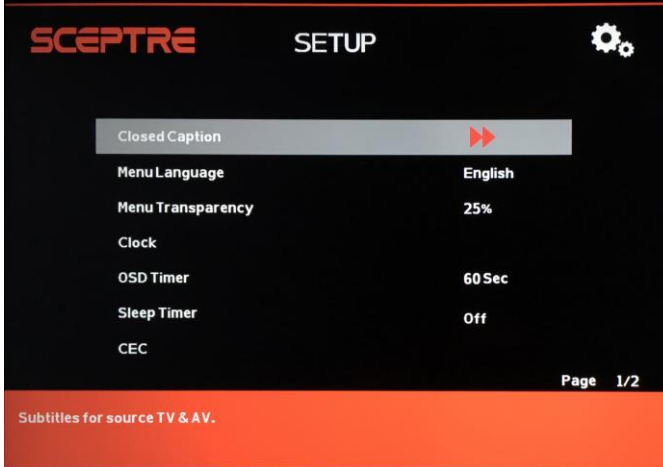 SCEPTRE SETUP
Closed Caption
Menu Language English
Menu Transparency 25%
Clock
OSD Timer 60 Sec
Sleep Timer Off
CEC
Page 1/2
Subtitles for source TV & AV.